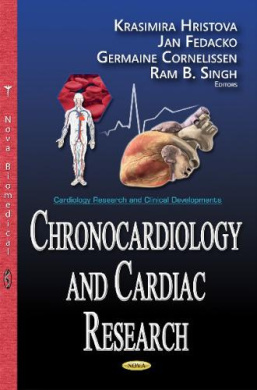 Krasimira Hristova
Jan Fedacko
Germaine Cornelissen
Ram B. Singh
Editors
Nova Biomedical
Cardiology Research and Clinical Developments
Chronocardiology
and Cardiac
Research
NOVA